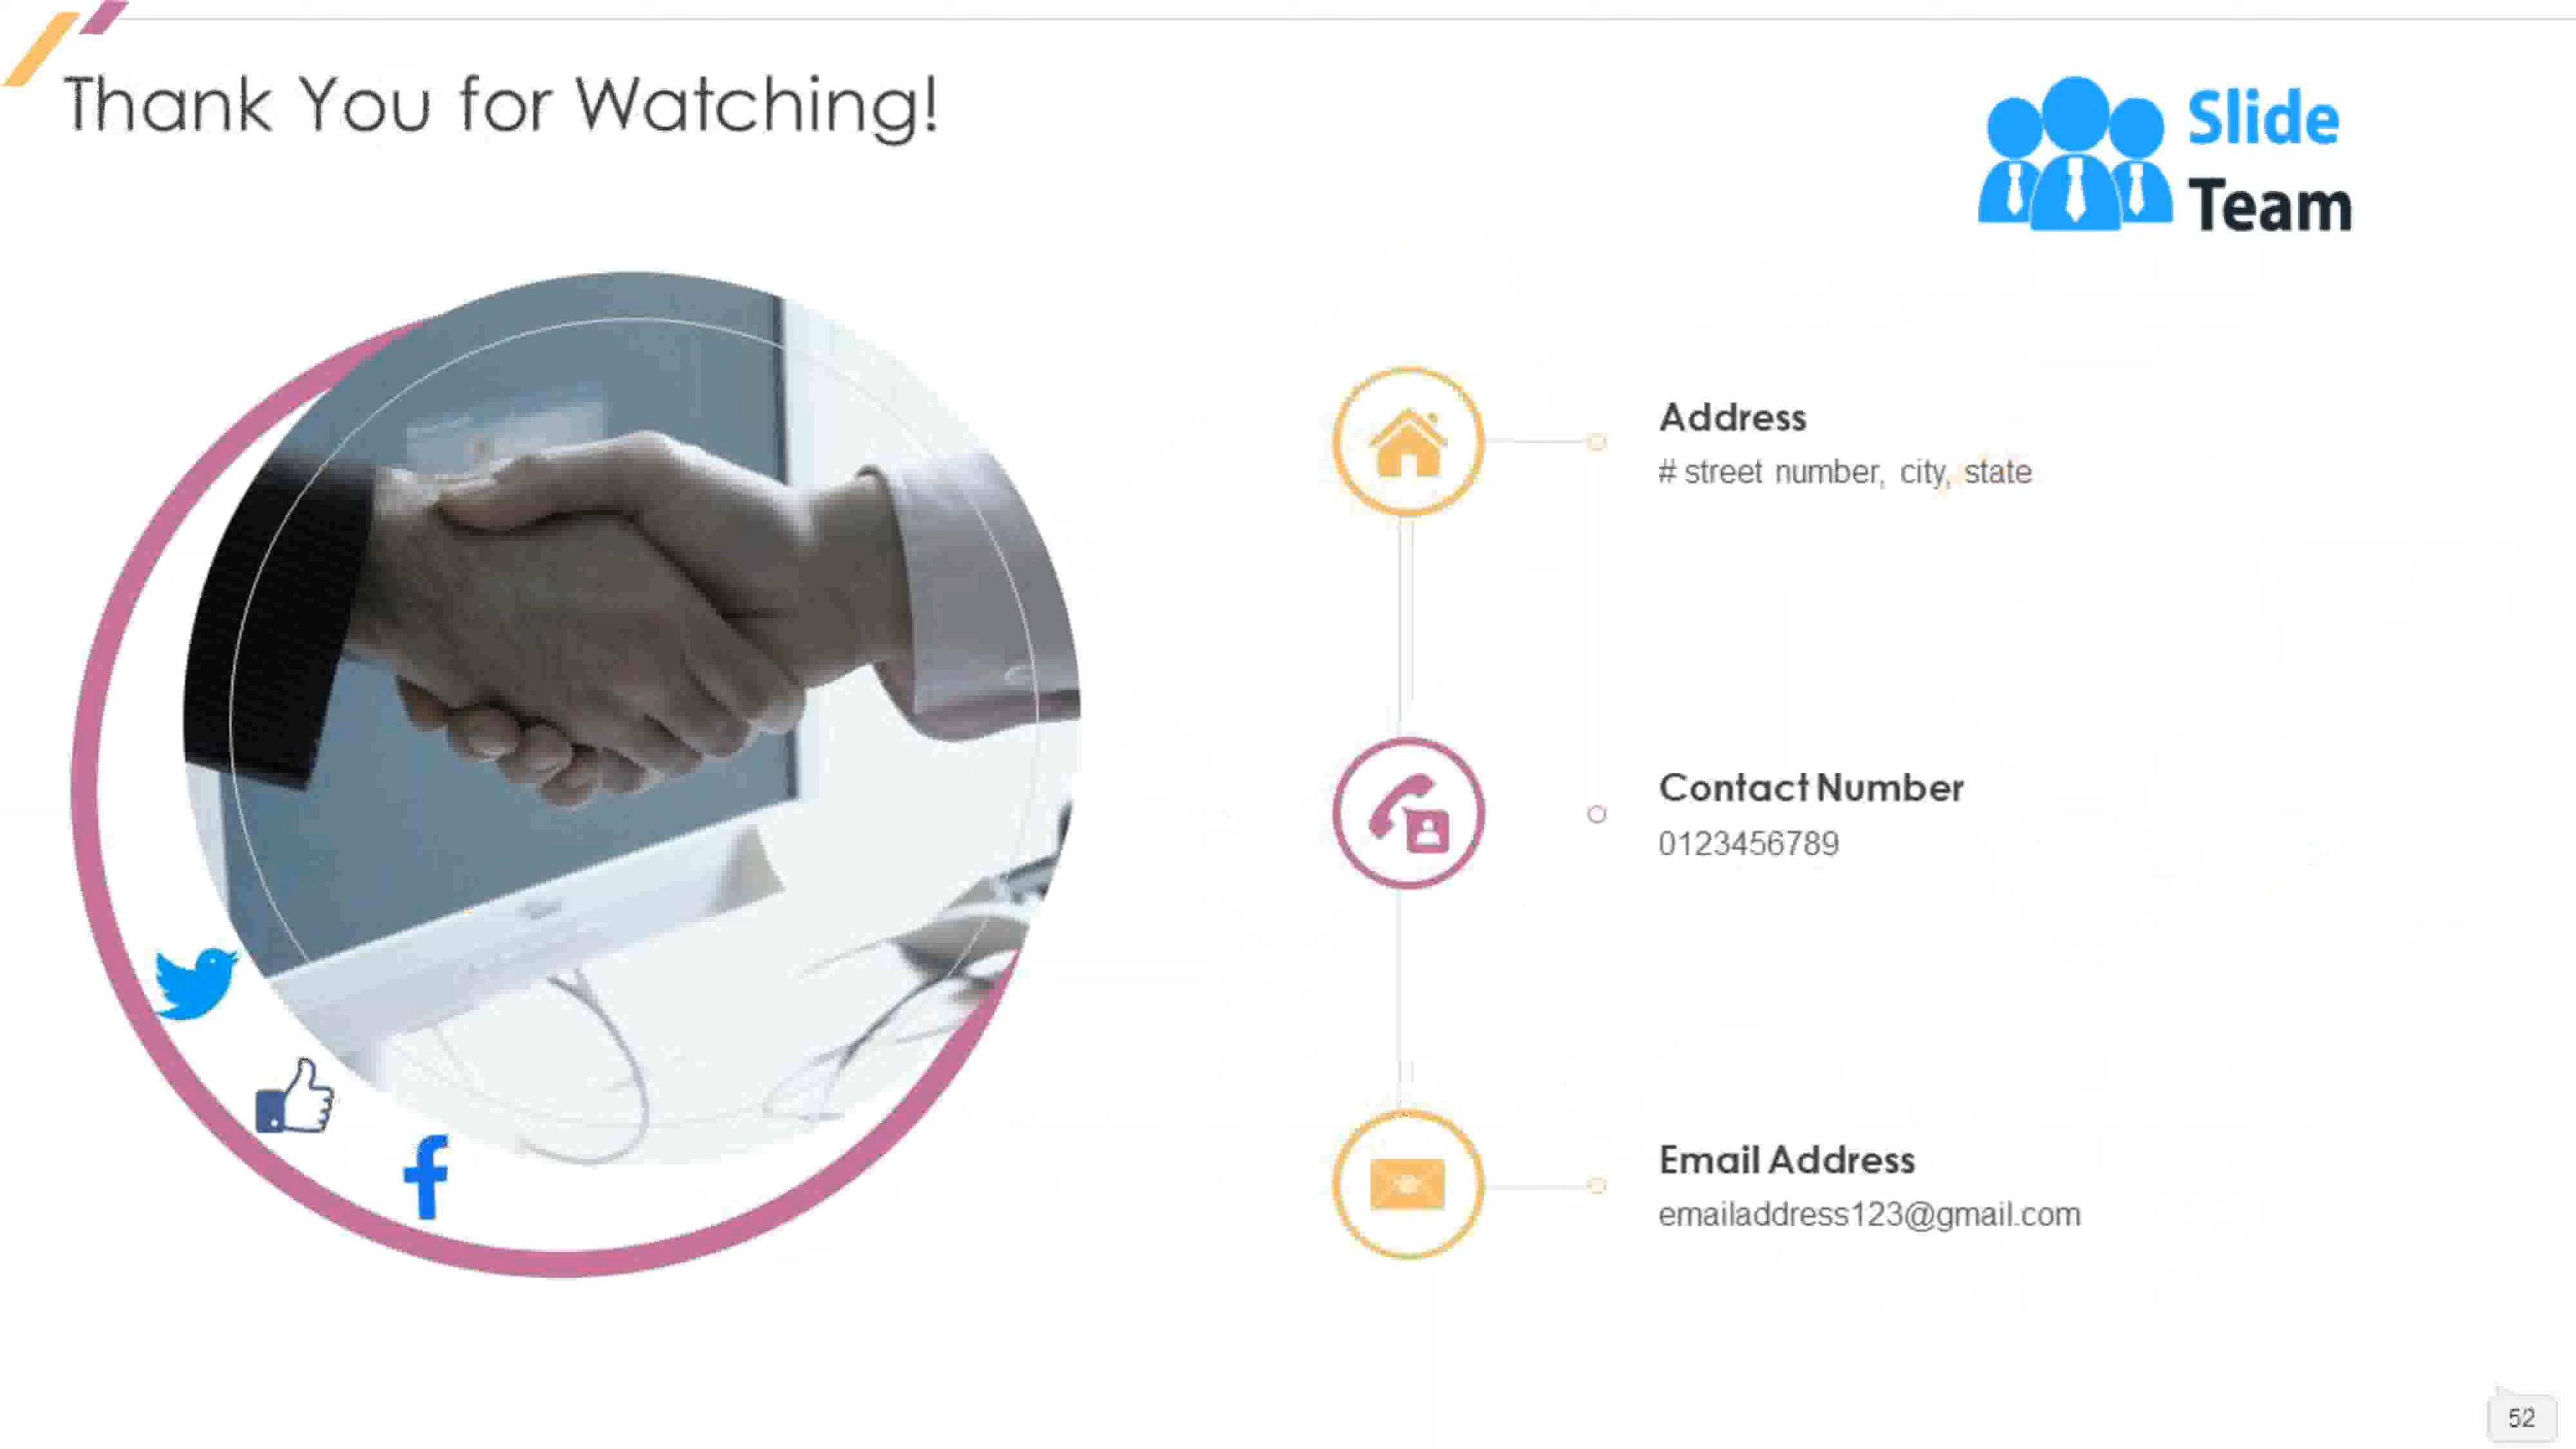 Thank You for Watching!
Slide
Team
Address
# street number, city, state
Contact Number
0123456789
Email Address
emailaddress123@gmail.com
52